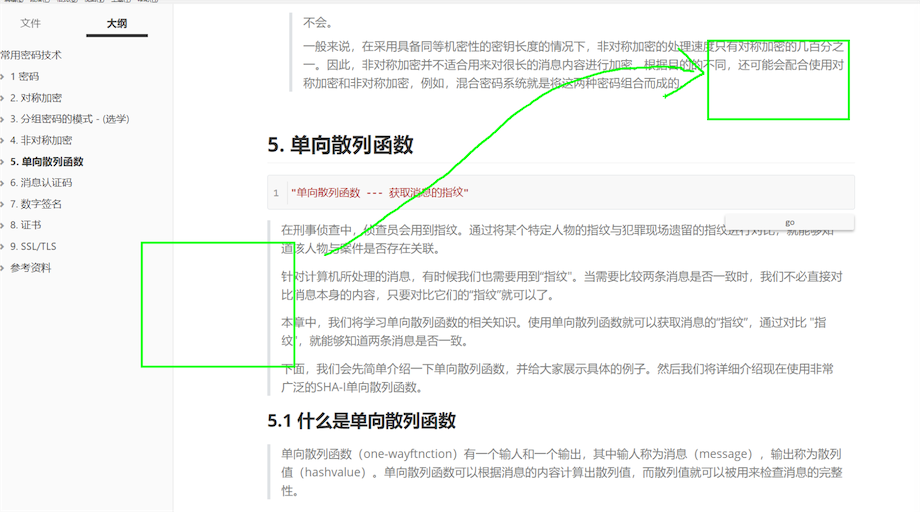 文件 大纲
常用密码技术
1 密码
2. 对称加密
3. 分组密码的模式 - (选学)
4. 非对称加密
5. 单向散列函数
6. 消息认证码
7. 数字签名
8. 证书
9. SSL/TLS
参考资料
不会。
一般来说，在采用具备同等机密性的密钥长度的情况下，非对称加密的处理速度只有对称加密的几百分之
一。因此，非对称加密并不适合用来对很长的消息内容进行加密。根据目的的不同，还可能会配合使用对
称加密和非对称加密，例如，混合密码系统就是将这两种密码组合而成的。
5. 单向散列函数
1 "单向散列函数 --- 获取消息的指纹"
go
在刑事侦查中，侦查员会用到指纹。通过将某个特定人物的指纹与犯罪现场遗留的指纹进行对比，就能够知
道该人物与案件是否存在关联。
针对计算机所处理的消息，有时候我们也需要用到“指纹”。当需要比较两条消息是否一致时，我们不必直接对
比消息本身的内容，只要对比它们的“指纹”就可以了。
本章中，我们将学习单向散列函数的相关知识。使用单向散列函数就可以获取消息的“指纹”，通过对比 "指
纹"，就能够知道两条消息是否一致。
下面，我们会先简单介绍一下单向散列函数，并给大家展示具体的例子。然后我们将详细介绍现在使用非常
广泛的SHA-I单向散列函数。
5.1 什么是单向散列函数
单向散列函数（one-wayftnction）有一个输人和一个输出，其中输人称为消息（message），输出称为散列
值（hashvalue）。单向散列函数可以根据消息的内容计算出散列值，而散列值就可以被用来检查消息的完整
性。